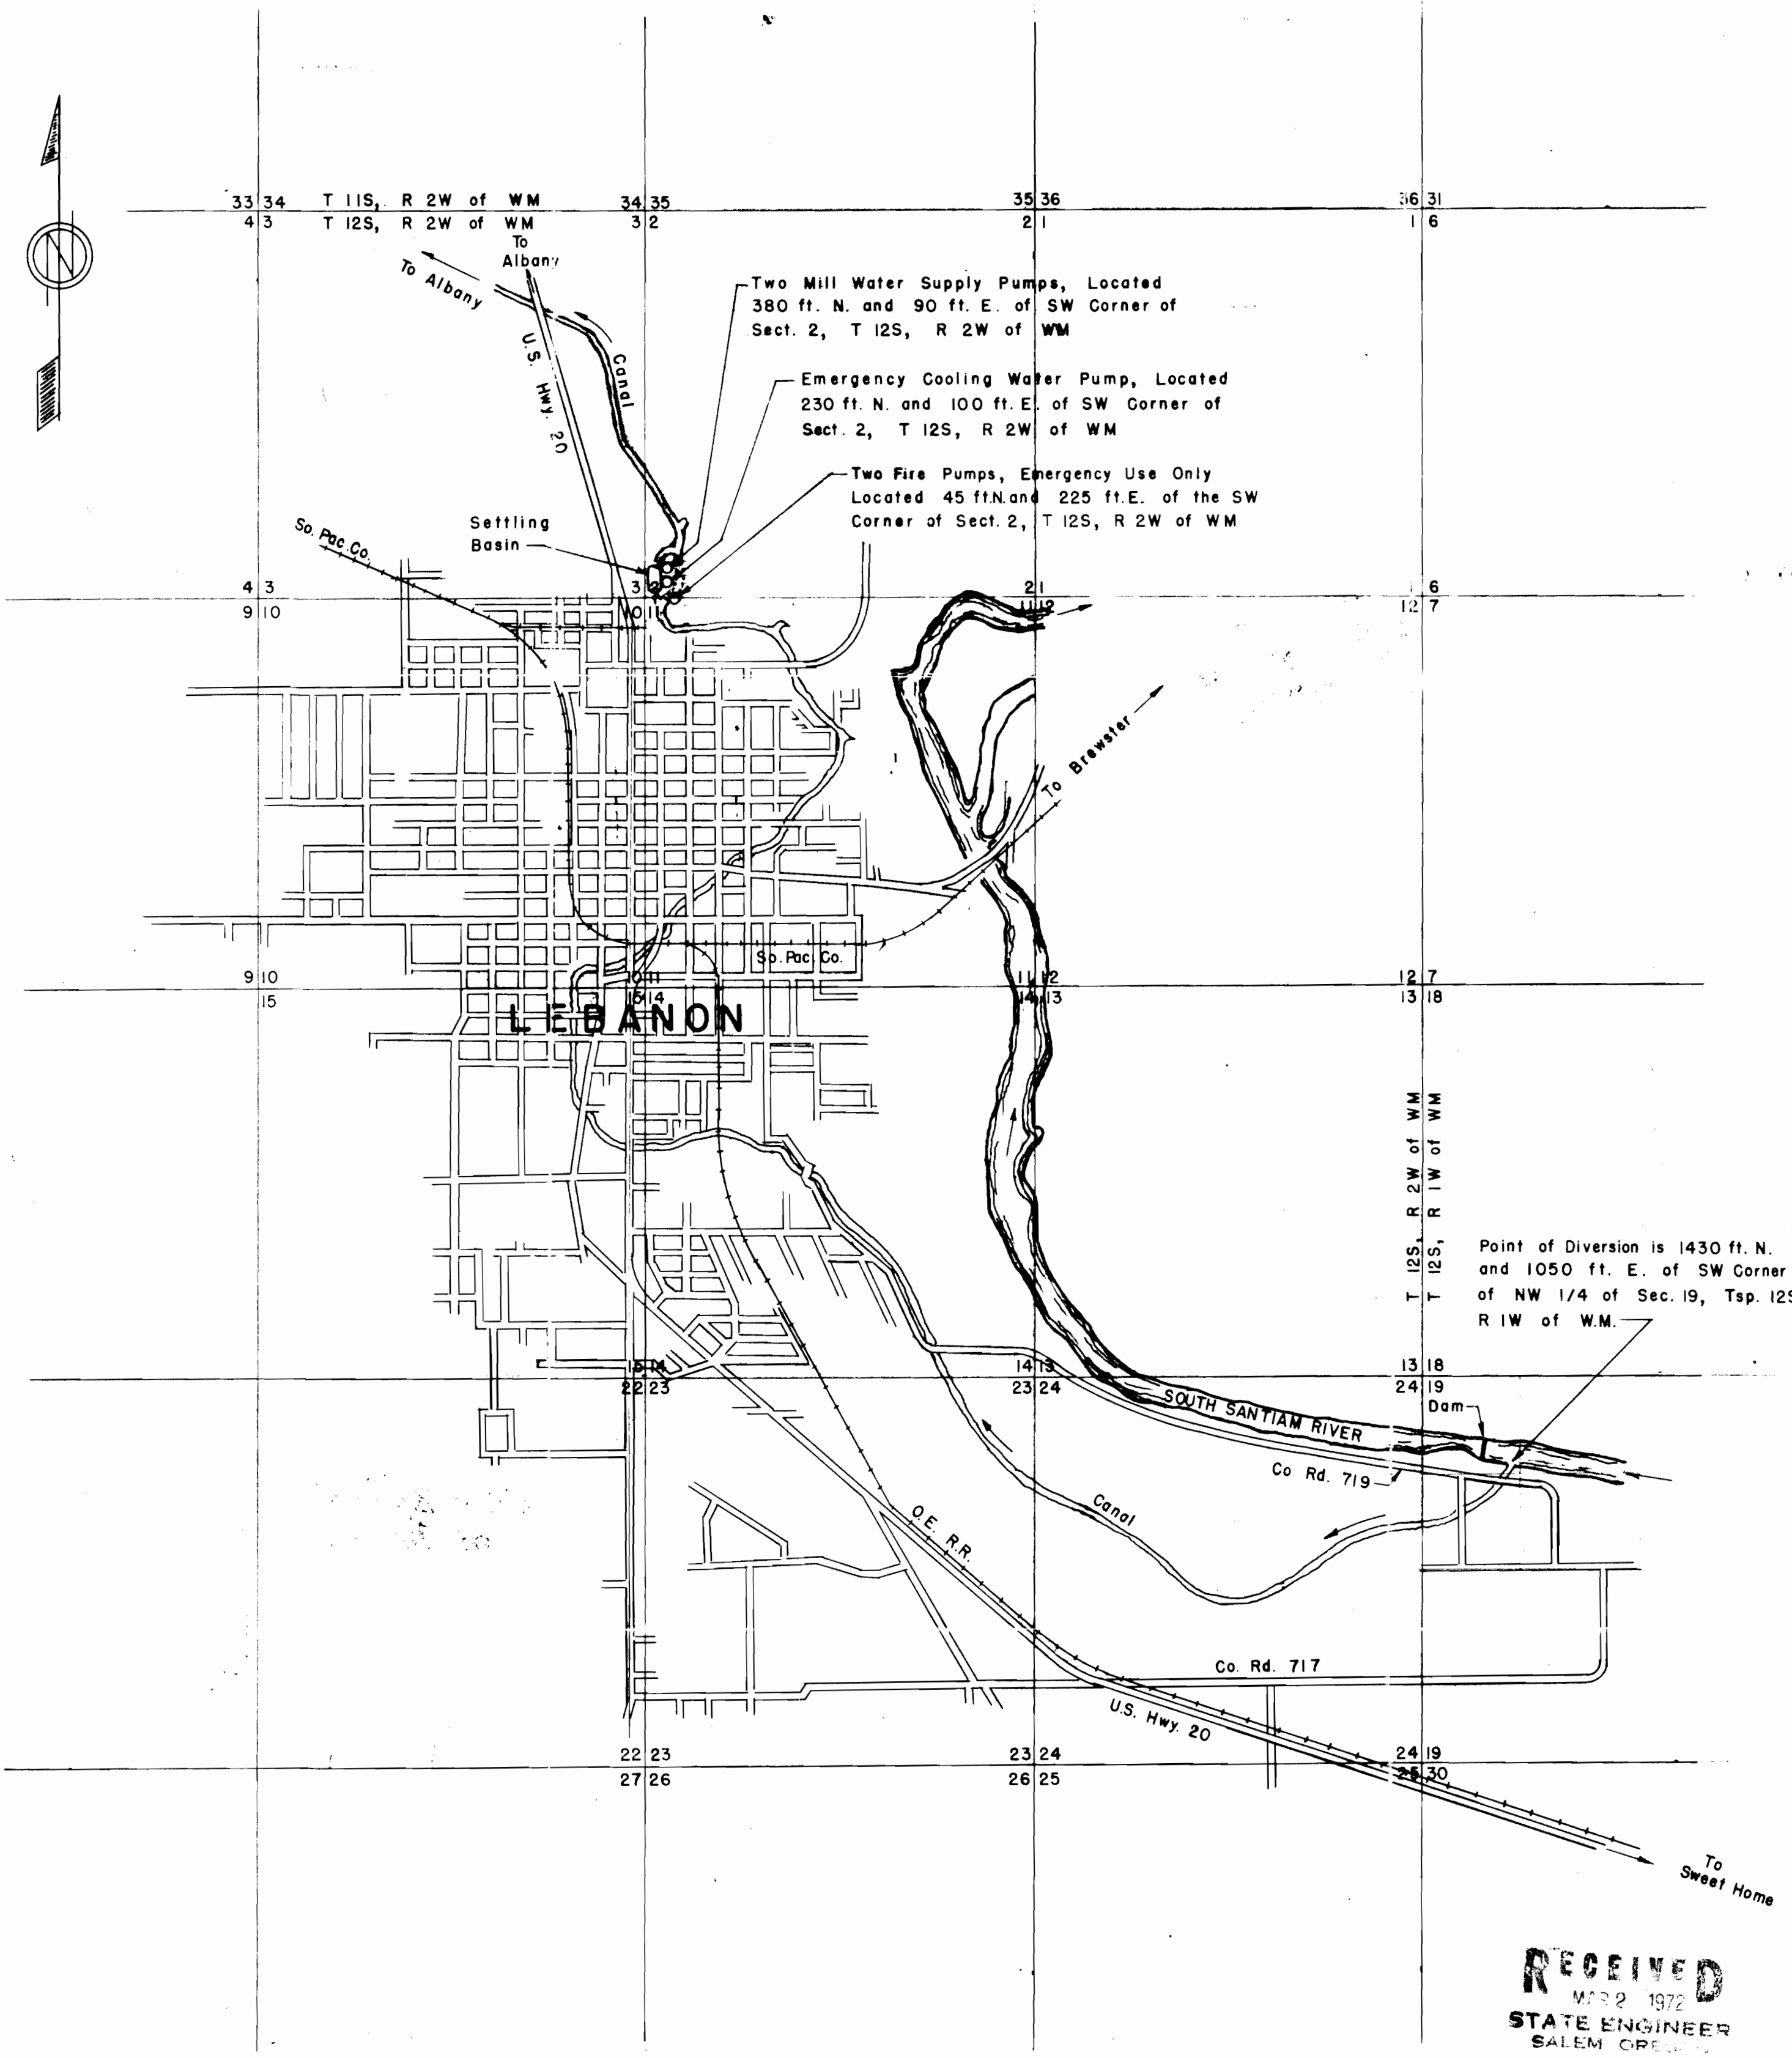 33 34 T 11S, R 2W of WM 34 35 35 36 36 31
4 3 T 12S, R 2W of WM 3 2 2 1 1 6
To
Albany
To Albany
N
Two Mill Water Supply Pumps, Located
380 ft. N. and 90 ft. E. of SW Corner of
Sect. 2, T 12S, R 2W of WM
U.S. Hwy. 20
Canal
Emergency Cooling Water Pump, Located
230 ft. N. and 100 ft. E. of SW Corner of
Sect. 2, T 12S, R 2W of WM
Two Fire Pumps, Emergency Use Only
Located 45 ft.N. and 225 ft.E. of the SW
Corner of Sect. 2, T 12S, R 2W of WM
Settling
Basin
So. Pac. Co.
4 3 3 2 2 1 1 6
9 10 10 11 11 12 12 7
To Brewster
So. Pac. Co.
9 10 10 11 11 12 12 7
15 15 14 14 13 13 18
LEBANON
T 12S, R 2W of WM
T 12S, R 1W of WM
Point of Diversion is 1430 ft. N.
and 1050 ft. E. of SW Corner
of NW 1/4 of Sec. 19, Tsp. 12S
R 1W of W.M.
15 14 14 13 13 18
22 23 23 24 24 19
Dam
SOUTH SANTIAM RIVER
Co. Rd. 719
Canal
O.E. R.R.
Co. Rd. 717
U.S. Hwy. 20
22 23 23 24 24 19
27 26 26 25 25 30
To
Sweet Home
RECEIVED
MAR 2 1972
STATE ENGINEER
SALEM OREGON